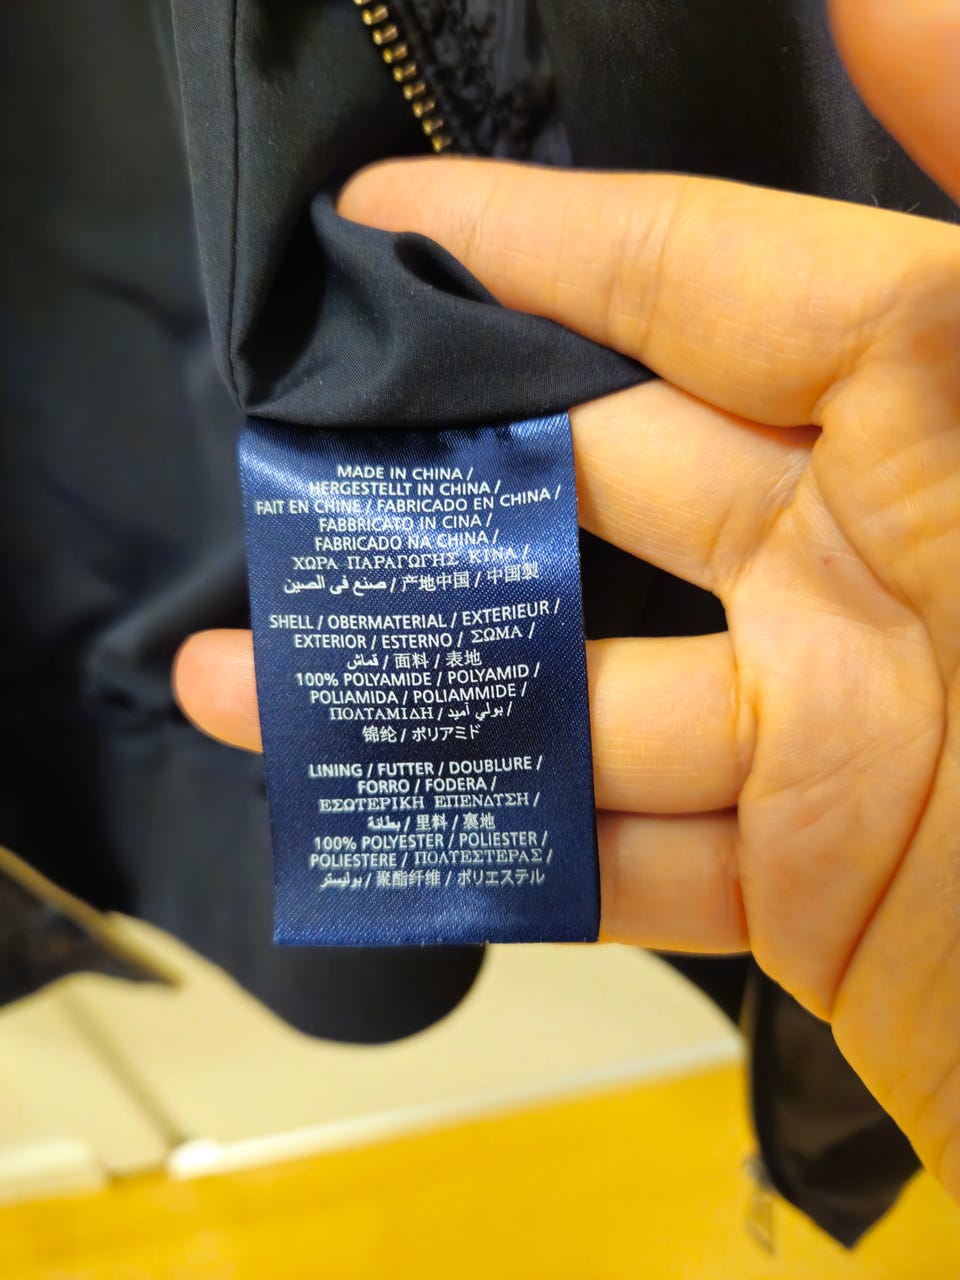 MADE IN CHINA /
HERGESTELLT IN CHINA /
FAIT EN CHINE / FABRICADO EN CHINA /
FABBRICATO IN CINA /
FABRICADO NA CHINA /
ΧΩΡΑ ΠΑΡΑΓΩΓΗΣ ΚΙΝΑ /
صنع في الصين / 产地中国 / 中国製
SHELL / OBERMATERIAL / EXTERIEUR /
EXTERIOR / ESTERNO / ΣΩΜΑ /
قماش / 面料 / 表地
100% POLYAMIDE / POLYAMID /
POLIAMIDA / POLIAMMIDE /
ΠΟΛΥΑΜΙΔΗ / بولي أميد /
锦纶 / ポリアミド
LINING / FUTTER / DOUBLURE /
FORRO / FODERA /
ΕΣΩΤΕΡΙΚΗ ΕΠΕΝΔΥΣΗ /
بطانة / 里料 / 裏地
100% POLYESTER / POLIESTER /
POLIESTERE / ΠΟΛΥΕΣΤΕΡΑΣ /
بوليستر / 聚酯纤维 / ポリエステル